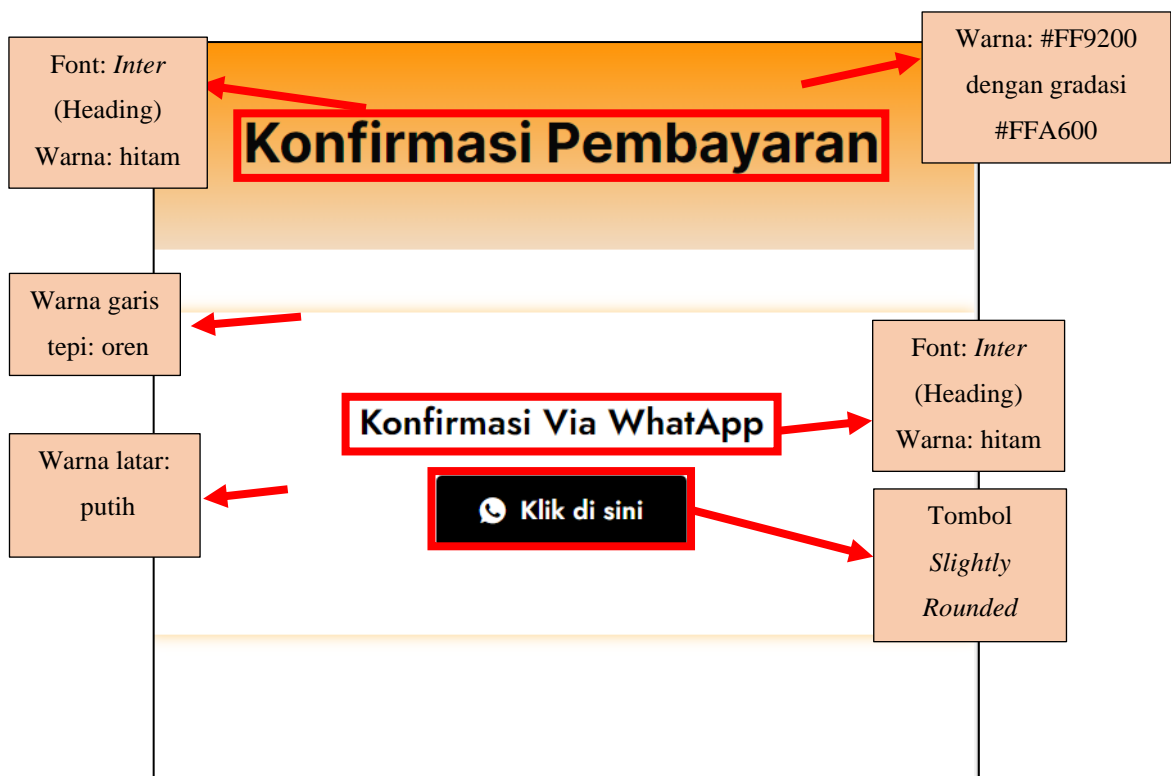 Font: Inter
(Heading)
Warna: hitam
Warna: #FF9200
dengan gradasi
#FFA600
Konfirmasi Pembayaran
Warna garis
tepi: oren
Font: Inter
(Heading)
Warna: hitam
Konfirmasi Via WhatApp
Warna latar:
putih
Klik di sini
Tombol
Slightly
Rounded